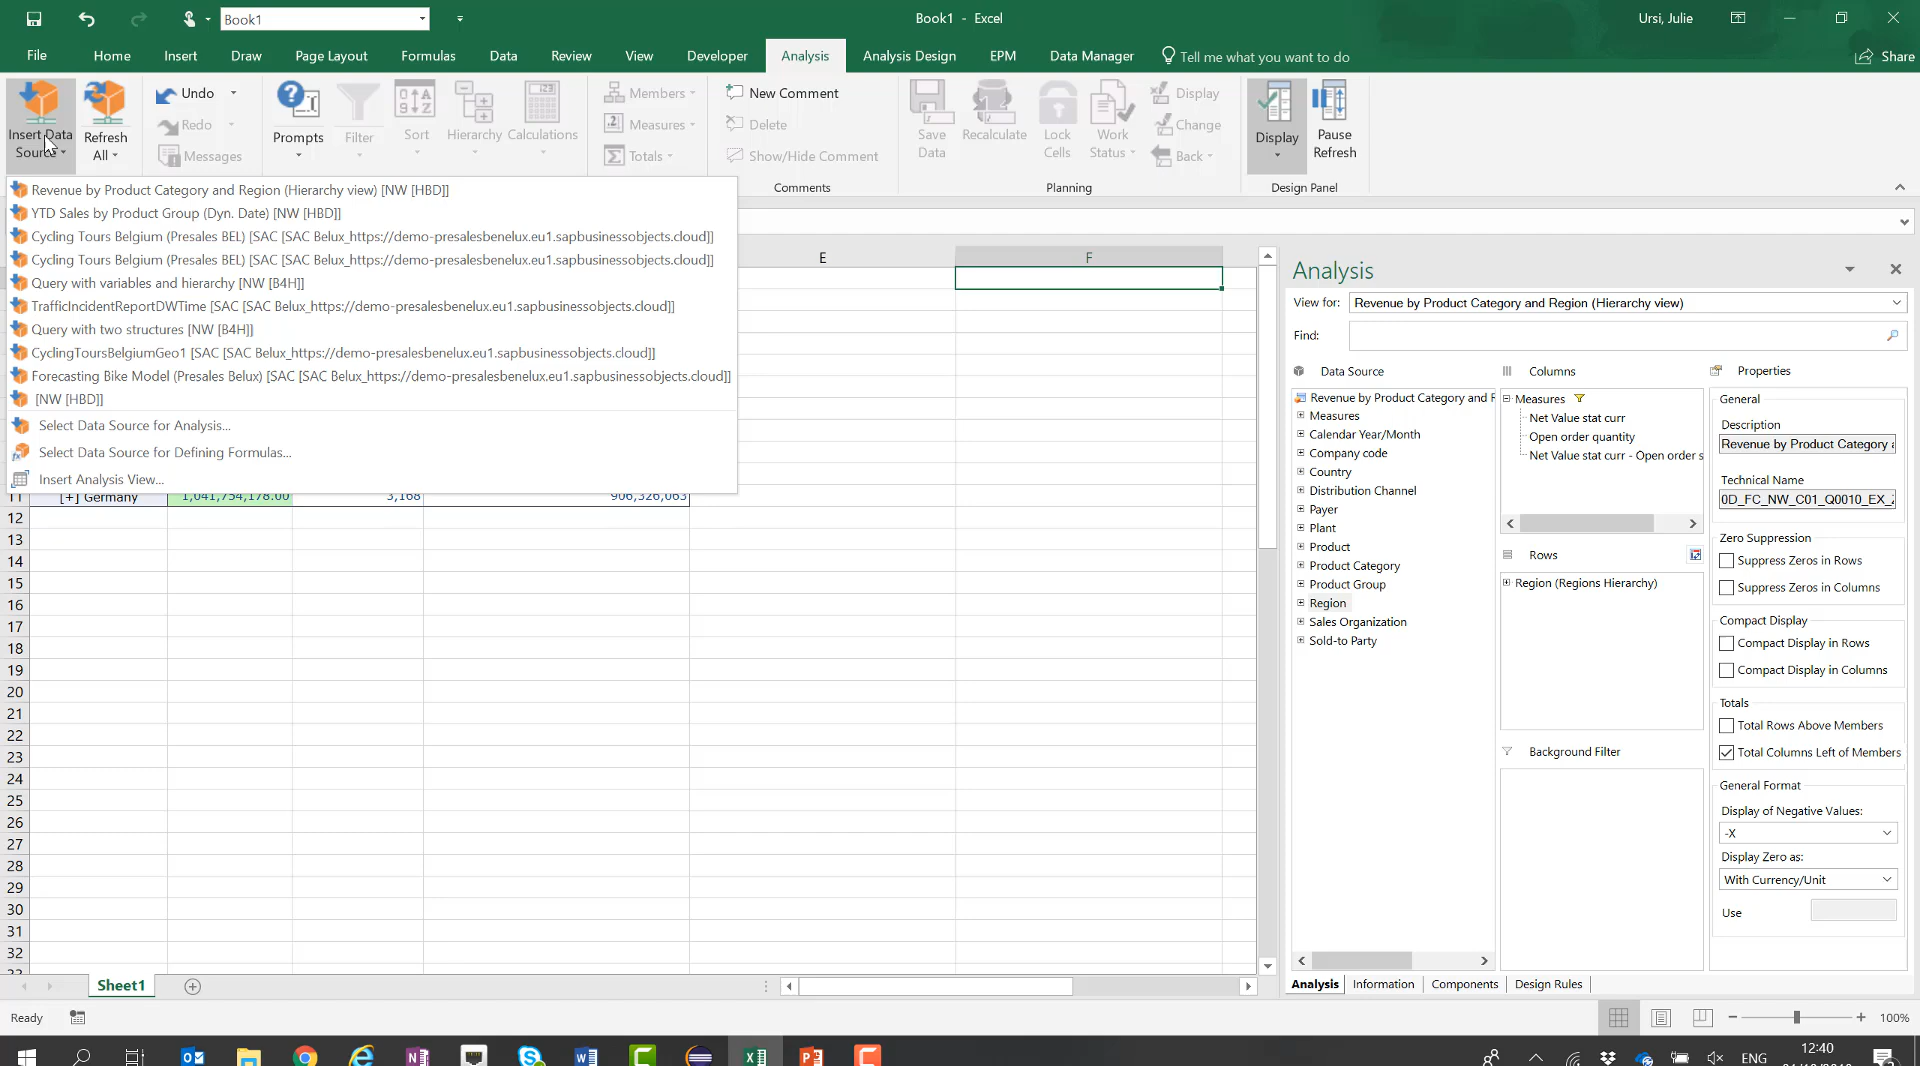 Book1
Book1 - Excel
Ursi, Julie
File
Home
Insert
Draw
Page Layout
Formulas
Data
Review
View
Developer
Analysis
Analysis Design
EPM
Data Manager
Tell me what you want to do
Share
Insert Data
Source
Refresh
All
Undo
Redo
Messages
Prompts
Filter
Sort
Hierarchy
Calculations
Members
Measures
Totals
New Comment
Delete
Show/Hide Comment
Comments
Save
Data
Recalculate
Lock
Cells
Work
Status
Display
Change
Back
Planning
Display
Pause
Refresh
Design Panel
Revenue by Product Category and Region (Hierarchy view) [NW [HBD]]
YTD Sales by Product Group (Dyn. Date) [NW [HBD]]
Cycling Tours Belgium (Presales BEL) [SAC [SAC Belux_https://demo-presalesbenelux.eu1.sapbusinessobjects.cloud]]
Cycling Tours Belgium (Presales BEL) [SAC [SAC Belux_https://demo-presalesbenelux.eu1.sapbusinessobjects.cloud]]
Query with variables and hierarchy [NW [B4H]]
TrafficIncidentReportDWTime [SAC [SAC Belux_https://demo-presalesbenelux.eu1.sapbusinessobjects.cloud]]
Query with two structures [NW [B4H]]
CyclingToursBelgiumGeo1 [SAC [SAC Belux_https://demo-presalesbenelux.eu1.sapbusinessobjects.cloud]]
Forecasting Bike Model (Presales Belux) [SAC [SAC Belux_https://demo-presalesbenelux.eu1.sapbusinessobjects.cloud]]
[NW [HBD]]
Select Data Source for Analysis...
Select Data Source for Defining Formulas...
Insert Analysis View...
E
F
11 [+] Germany 1,041,754,178.00 3,168 906,326,063
12
13
14
15
16
17
18
19
20
21
22
23
24
25
26
27
28
29
30
31
32
Analysis
View for: Revenue by Product Category and Region (Hierarchy view)
Find:
Data Source
Revenue by Product Category and R
Measures
Calendar Year/Month
Company code
Country
Distribution Channel
Payer
Plant
Product
Product Category
Product Group
Region
Sales Organization
Sold-to Party
Columns
Measures
Net Value stat curr
Open order quantity
Net Value stat curr - Open order s
Rows
Region (Regions Hierarchy)
Background Filter
Properties
General
Description
Revenue by Product Category
Technical Name
0D_FC_NW_C01_Q0010_EX_
Zero Suppression
Suppress Zeros in Rows
Suppress Zeros in Columns
Compact Display
Compact Display in Rows
Compact Display in Columns
Totals
Total Rows Above Members
Total Columns Left of Members
General Format
Display of Negative Values:
-X
Display Zero as:
With Currency/Unit
Use
Analysis
Information
Components
Design Rules
Sheet1
Ready
100%
ENG
12:40